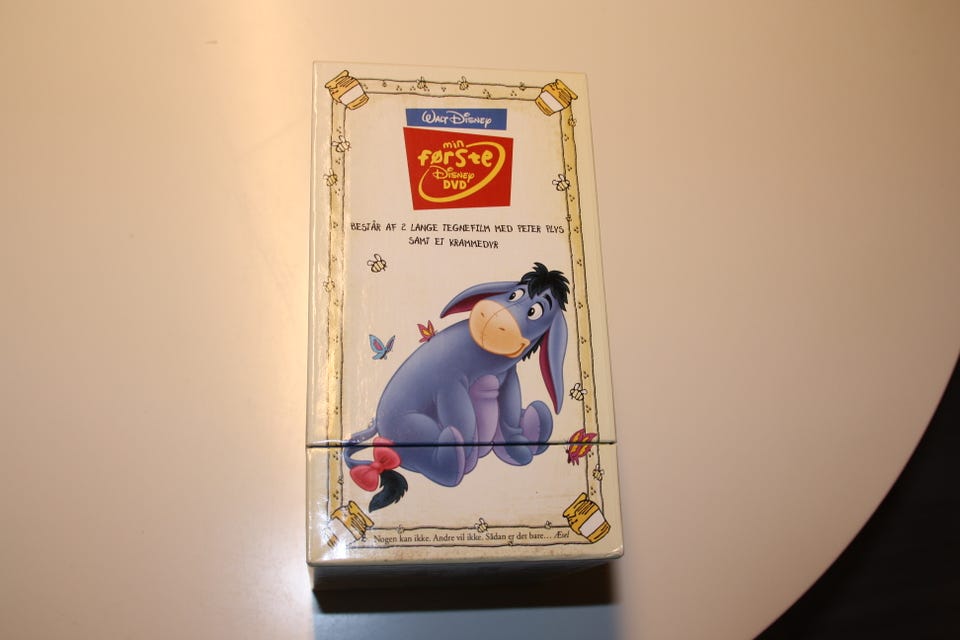 WALT DISNEY
min
første
DISNEY
DVD
BESTÅR AF 2 LANGE TEGNEFILM MED PETER PLYS
SAMT ET KRAMMEDYR
Nogen kan ikke. Andre vil ikke. Sådan er det bare... Æsel